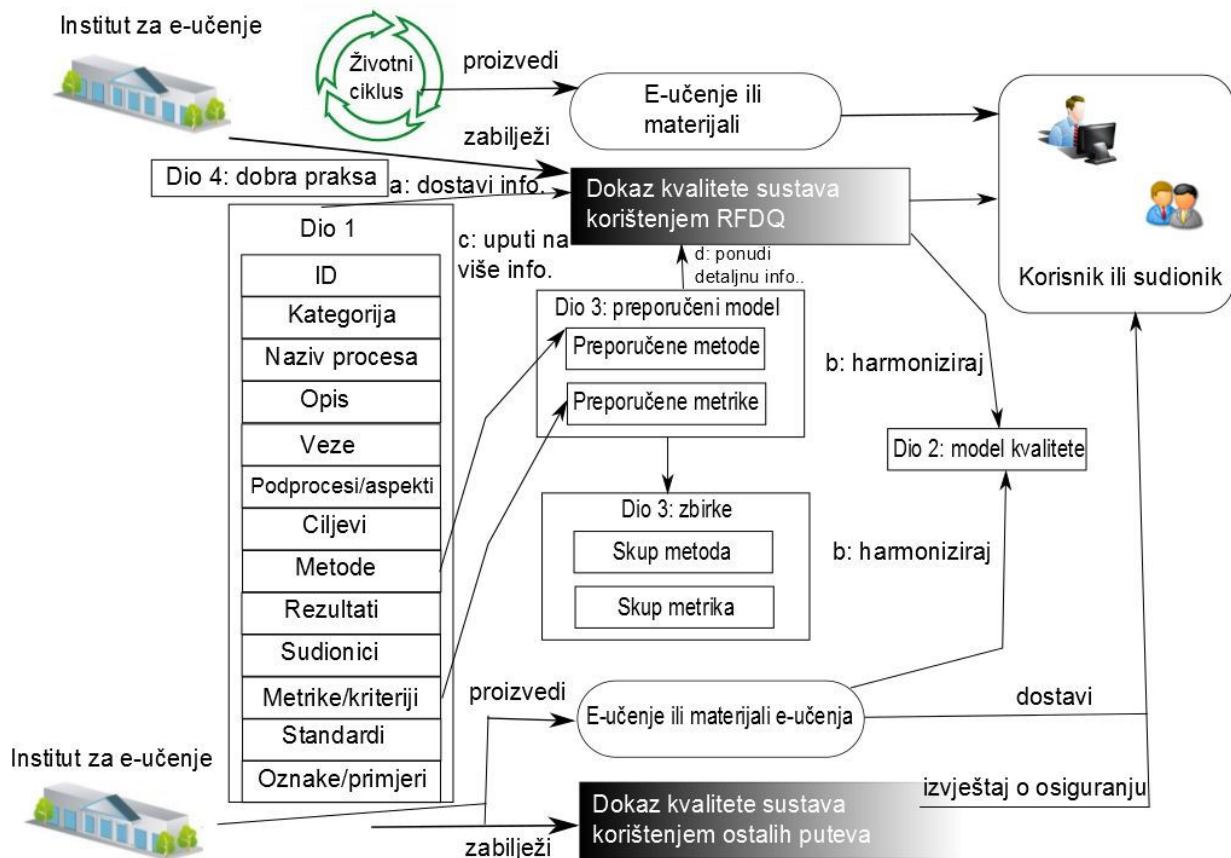 Institut za e-učenje
Životni
ciklus
proizvedi
E-učenje ili
materijali
zabilježi
Dio 4: dobra praksa
a: dostavi info.
Dokaz kvalitete sustava
korištenjem RFDQ
Korisnik ili sudionik
Dio 1
ID
Kategorija
Naziv procesa
Opis
Veze
Podprocesi/aspekti
Ciljevi
Metode
Rezultati
Sudionici
Metrike/kriteriji
Standardi
Oznake/primjeri
c: uputi na
više info.
d: ponudi
detaljnu info..
Dio 3: preporučeni model
Preporučene metode
Preporučene metrike
b: harmoniziraj
Dio 2: model kvalitete
Dio 3: zbirke
Skup metoda
Skup metrika
b: harmoniziraj
proizvedi
E-učenje ili materijali e-učenja
dostavi
Institut za e-učenje
Dokaz kvalitete sustava
korištenjem ostalih puteva
izvještaj o osiguranju
zabilježi